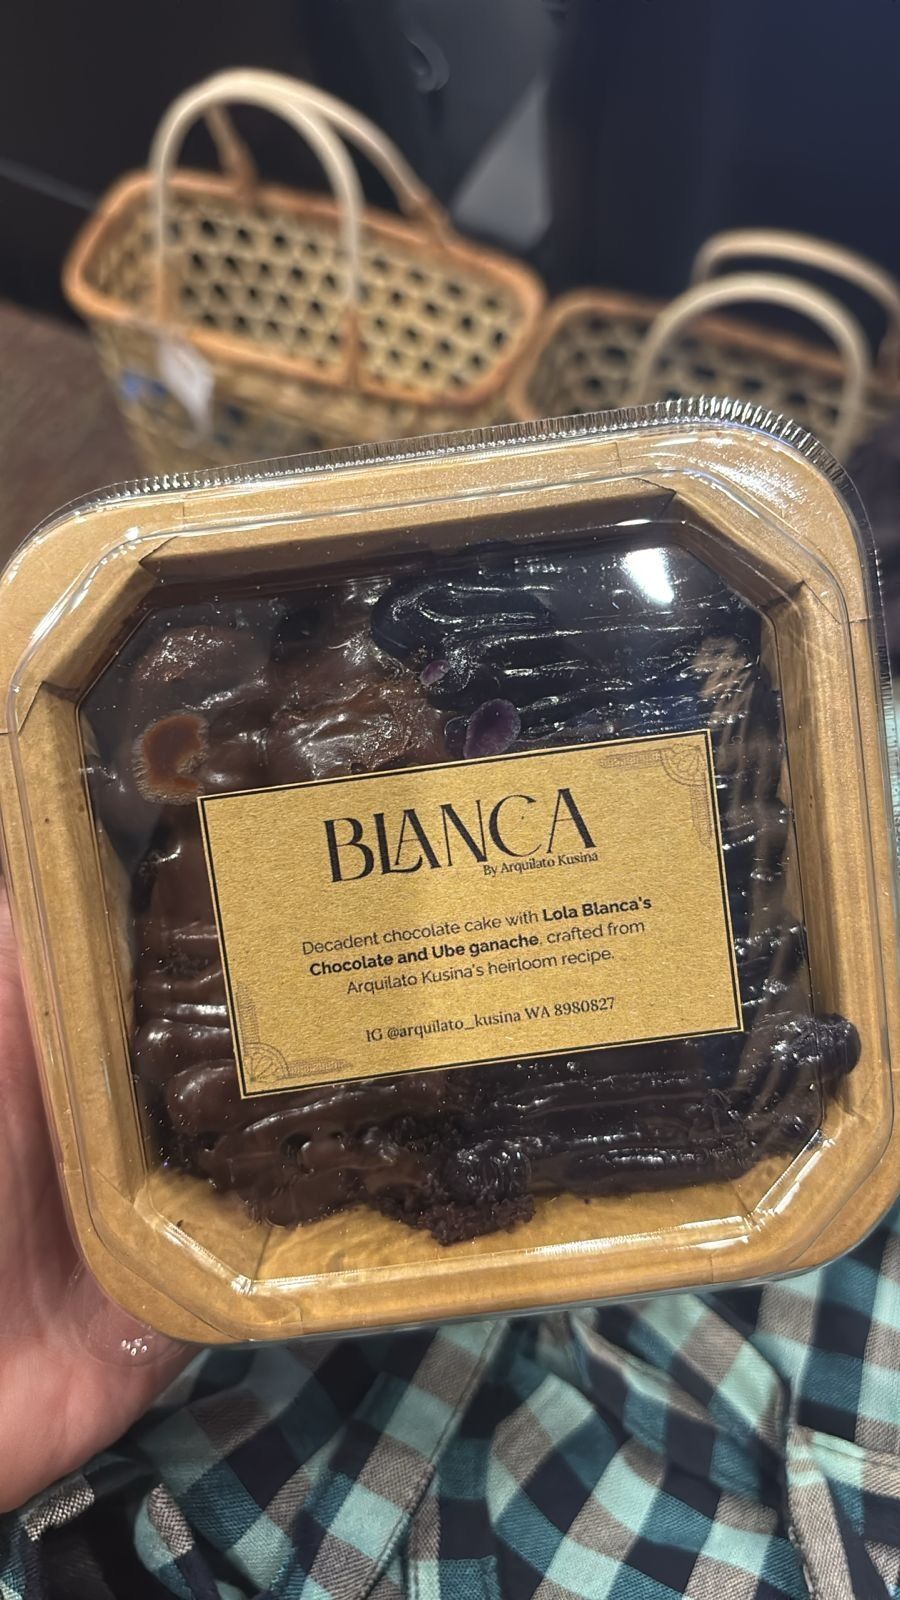 BLANCA
By Arquilato Kusina
Decadent chocolate cake with Lola Blanca's
Chocolate and Ube ganache, crafted from
Arquilato Kusina's heirloom recipe.
IG @arquilato_kusina WA 8980827